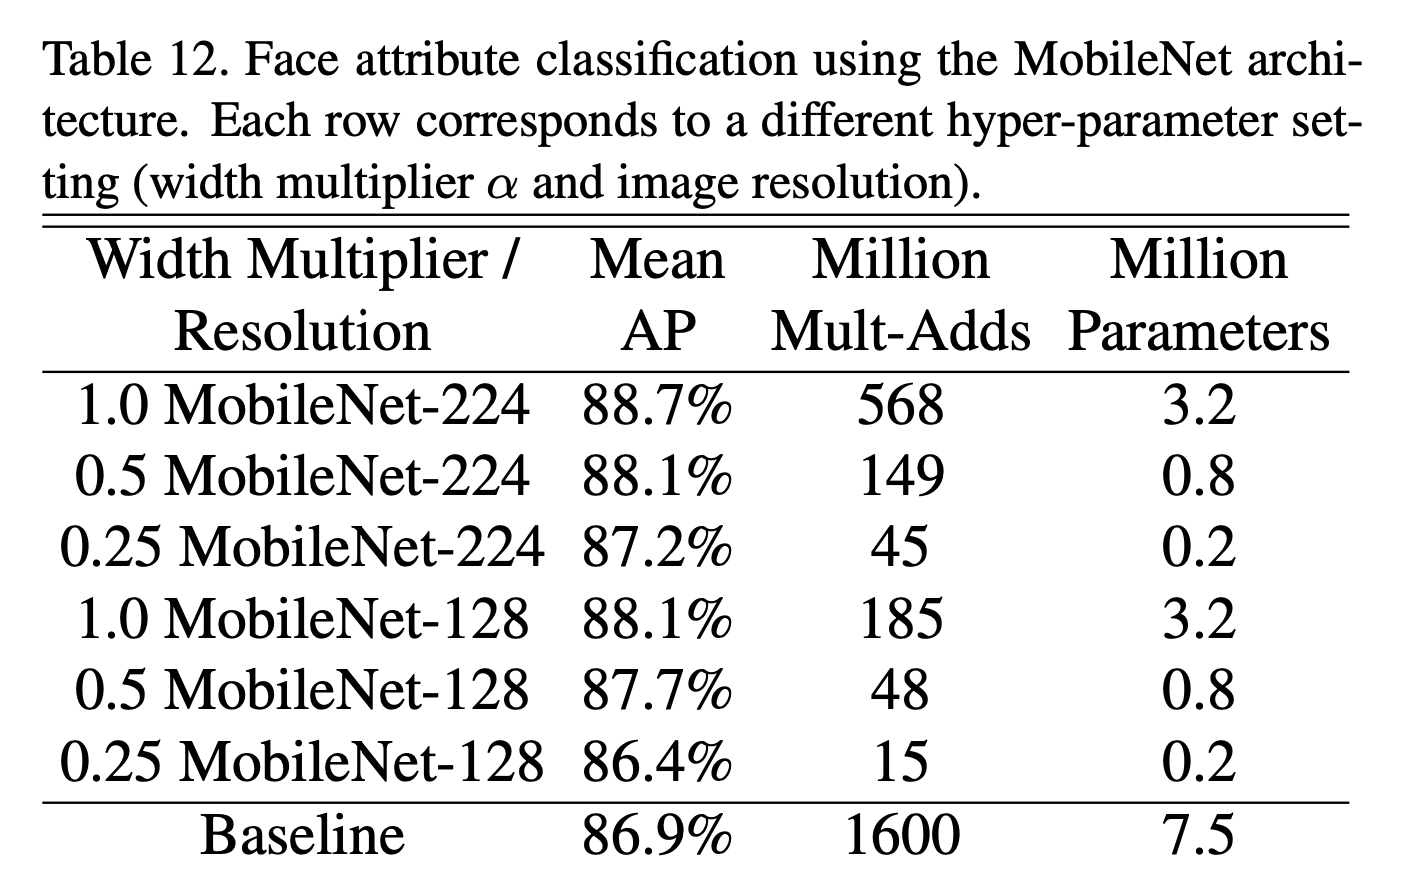 Table 12. Face attribute classification using the MobileNet archi-
tecture. Each row corresponds to a different hyper-parameter set-
ting (width multiplier α and image resolution).
Width Multiplier / Mean Million Million
Resolution AP Mult-Adds Parameters
1.0 MobileNet-224 88.7% 568 3.2
0.5 MobileNet-224 88.1% 149 0.8
0.25 MobileNet-224 87.2% 45 0.2
1.0 MobileNet-128 88.1% 185 3.2
0.5 MobileNet-128 87.7% 48 0.8
0.25 MobileNet-128 86.4% 15 0.2
Baseline 86.9% 1600 7.5